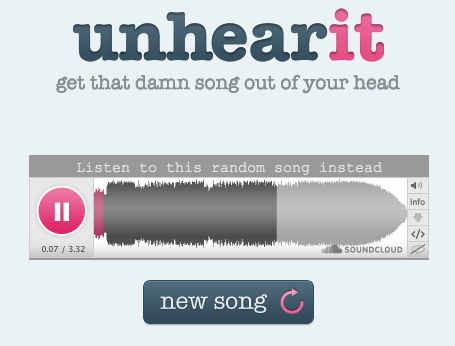 unhearit
get that damn song out of your head
Listen to this random song instead
info
0.07 / 3.32
</>
SOUNDCLOUD
new song